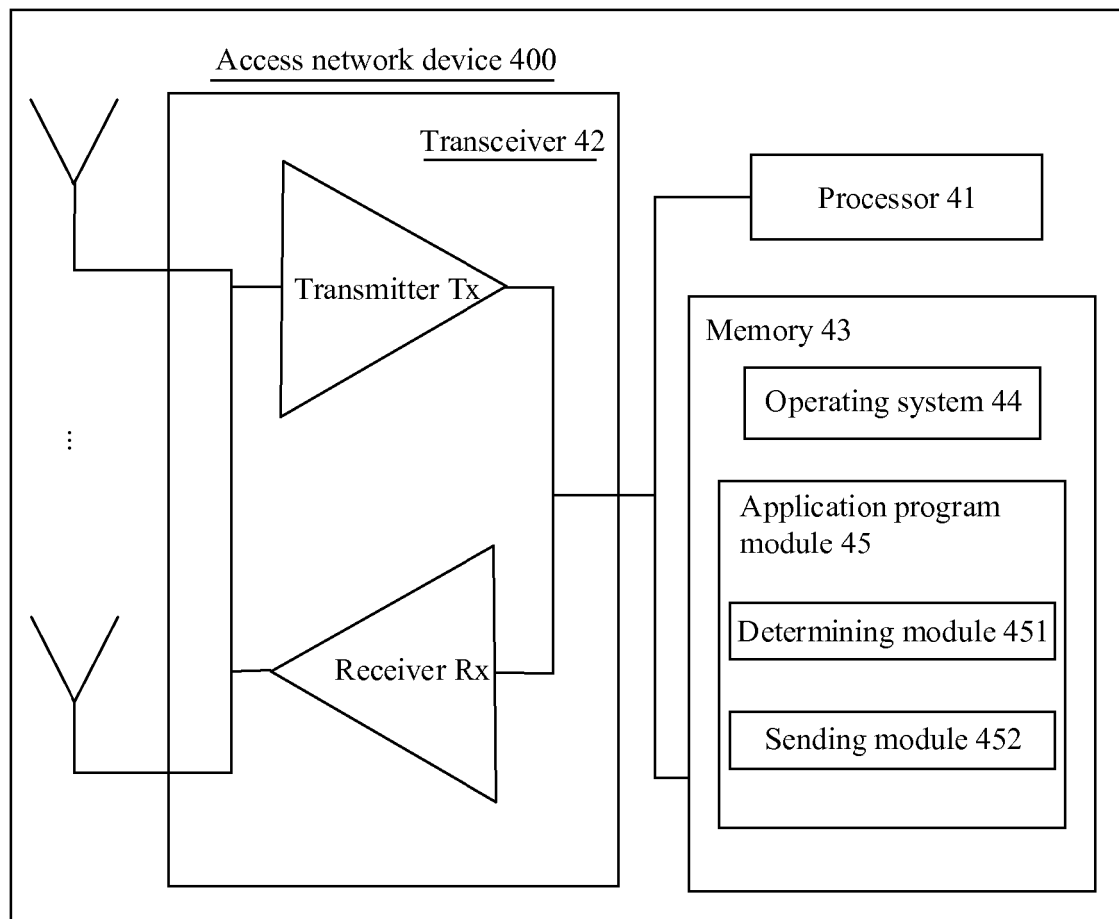 Access network device 400
Transceiver 42
Transmitter Tx
Receiver Rx
...
Processor 41
Memory 43
Operating system 44
Application program
module 45
Determining module 451
Sending module 452